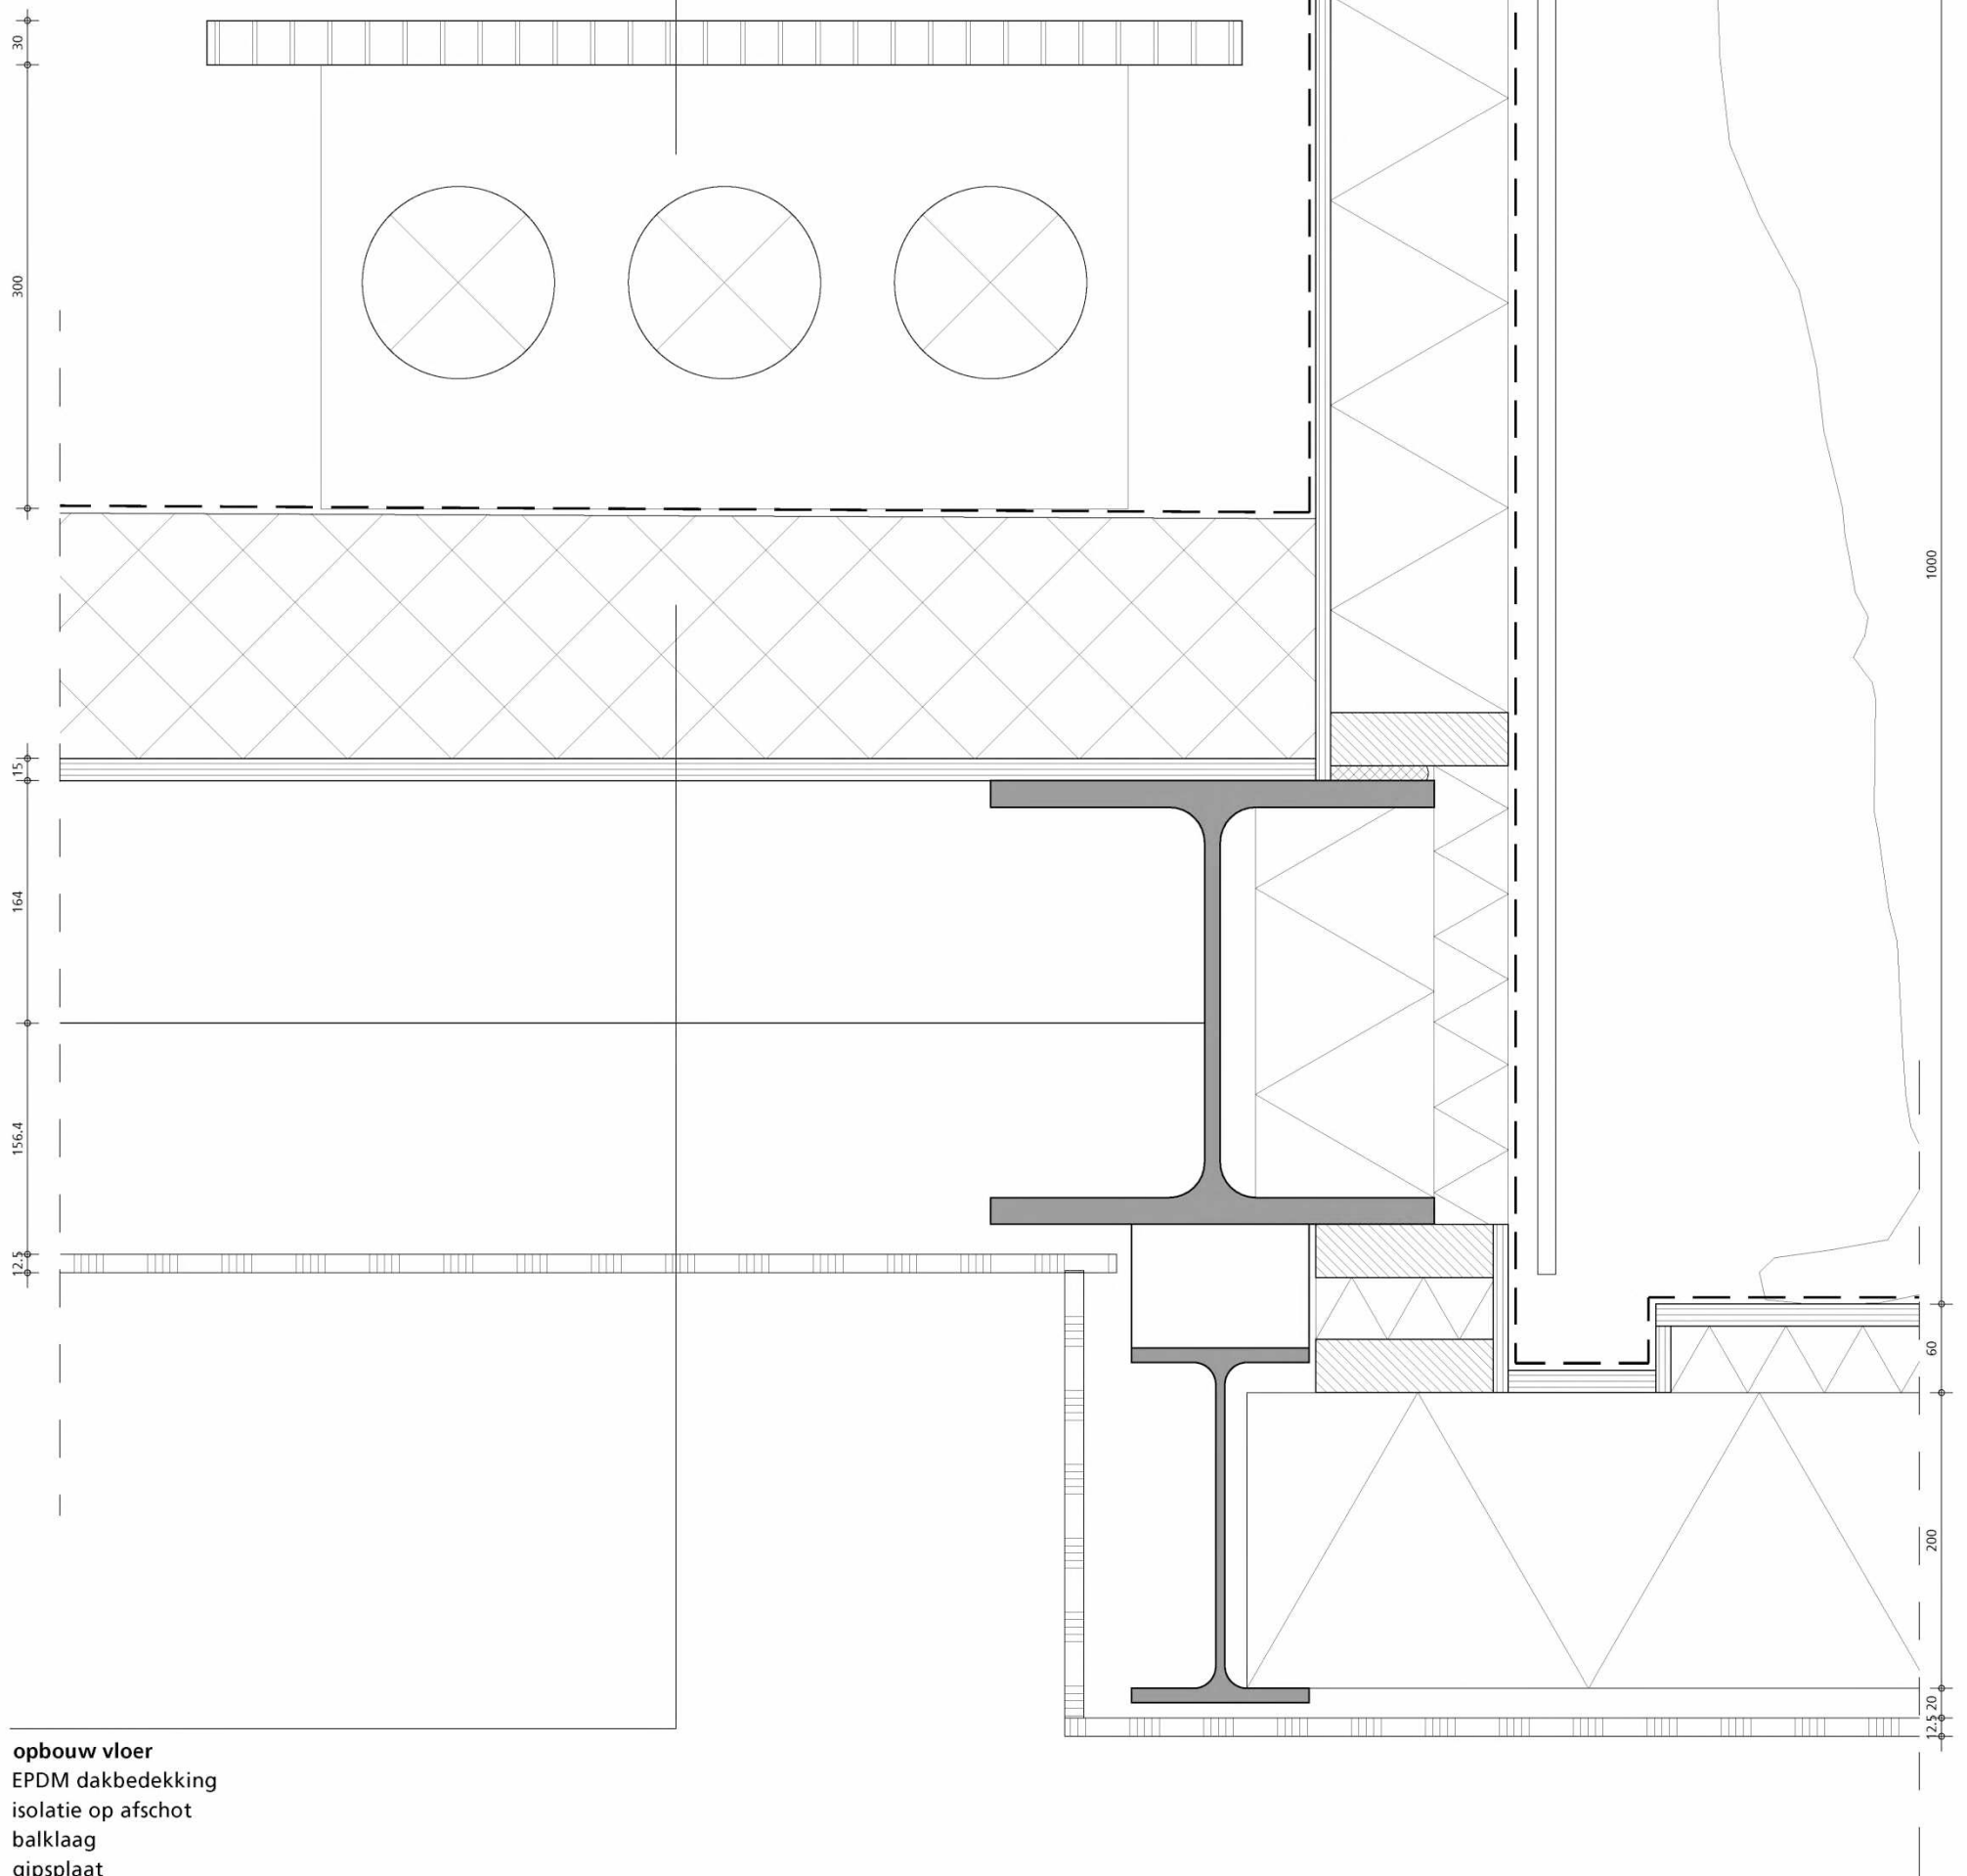 30
300
15
164
156.4
12.5
1000
60
200
20
12.5
opbouw vloer
EPDM dakbedekking
isolatie op afschot
balklaag
gipsplaat